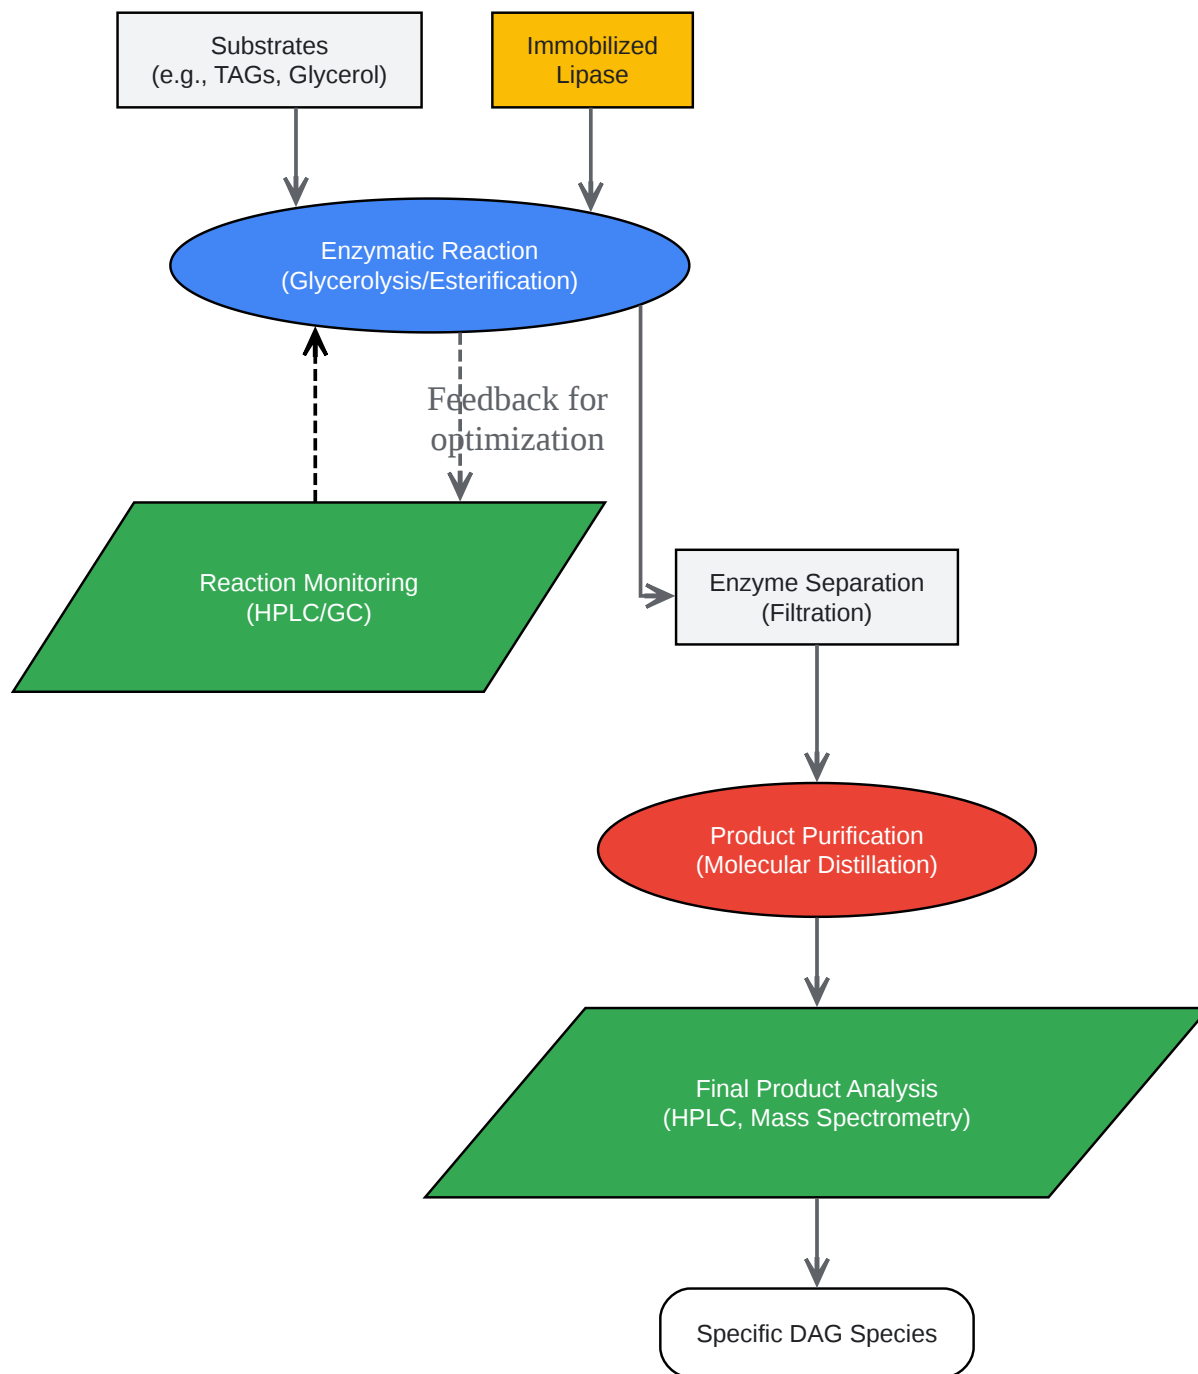 Substrates
(e.g., TAGs, Glycerol)
Immobilized
Lipase
Enzymatic Reaction
(Glycerolysis/Esterification)
Feedback for
optimization
Reaction Monitoring
(HPLC/GC)
Enzyme Separation
(Filtration)
Product Purification
(Molecular Distillation)
Final Product Analysis
(HPLC, Mass Spectrometry)
Specific DAG Species